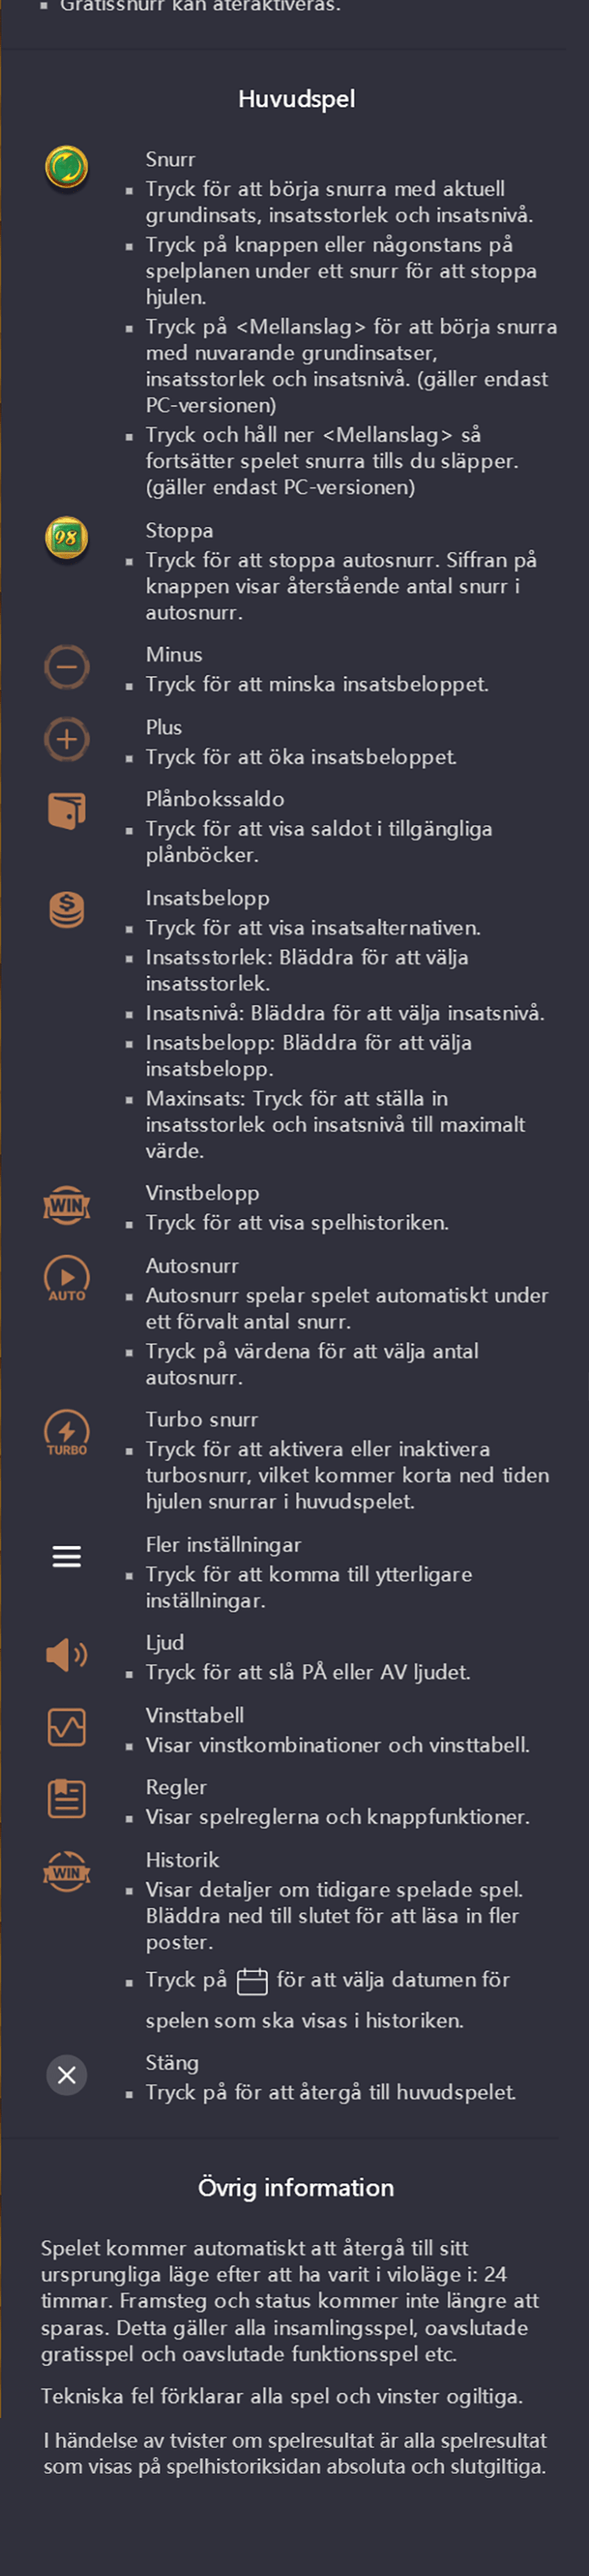 Gratissnurr kan återaktiveras.
Huvudspel
Snurr
Tryck för att börja snurra med aktuell
grundinsats, insatsstorlek och insatsnivå.
Tryck på knappen eller någonstans på
spelplanen under ett snurr för att stoppa
hjulen.
Tryck på <Mellanslag> för att börja snurra
med nuvarande grundinsatser,
insatsstorlek och insatsnivå. (gäller endast
PC-versionen)
Tryck och håll ner <Mellanslag> så
fortsätter spelet snurra tills du släpper.
(gäller endast PC-versionen)
98
Stoppa
Tryck för att stoppa autosnurr. Siffran på
knappen visar återstående antal snurr i
autosnurr.
Minus
Tryck för att minska insatsbeloppet.
Plus
Tryck för att öka insatsbeloppet.
Plånbokssaldo
Tryck för att visa saldot i tillgängliga
plånböcker.
Insatsbelopp
Tryck för att visa insatsalternativen.
Insatsstorlek: Bläddra för att välja
insatsstorlek.
Insatsnivå: Bläddra för att välja insatsnivå.
Insatsbelopp: Bläddra för att välja
insatsbelopp.
Maxinsats: Tryck för att ställa in
insatsstorlek och insatsnivå till maximalt
värde.
WIN
Vinstbelopp
Tryck för att visa spelhistoriken.
AUTO
Autosnurr
Autosnurr spelar spelet automatiskt under
ett förvalt antal snurr.
Tryck på värdena för att välja antal
autosnurr.
TURBO
Turbo snurr
Tryck för att aktivera eller inaktivera
turbosnurr, vilket kommer korta ned tiden
hjulen snurrar i huvudspelet.
Fler inställningar
Tryck för att komma till ytterligare
inställningar.
Ljud
Tryck för att slå PÅ eller AV ljudet.
Vinsttabell
Visar vinstkombinationer och vinsttabell.
Regler
Visar spelreglerna och knappfunktioner.
WIN
Historik
Visar detaljer om tidigare spelade spel.
Bläddra ned till slutet för att läsa in fler
poster.
Tryck på för att välja datumen för
spelen som ska visas i historiken.
Stäng
Tryck på för att återgå till huvudspelet.
Övrig information
Spelet kommer automatiskt att återgå till sitt
ursprungliga läge efter att ha varit i viloläge i: 24
timmar. Framsteg och status kommer inte längre att
sparas. Detta gäller alla insamlingsspel, oavslutade
gratisspel och oavslutade funktionsspel etc.
Tekniska fel förklarar alla spel och vinster ogiltiga.
I händelse av tvister om spelresultat är alla spelresultat
som visas på spelhistoriksidan absoluta och slutgiltiga.